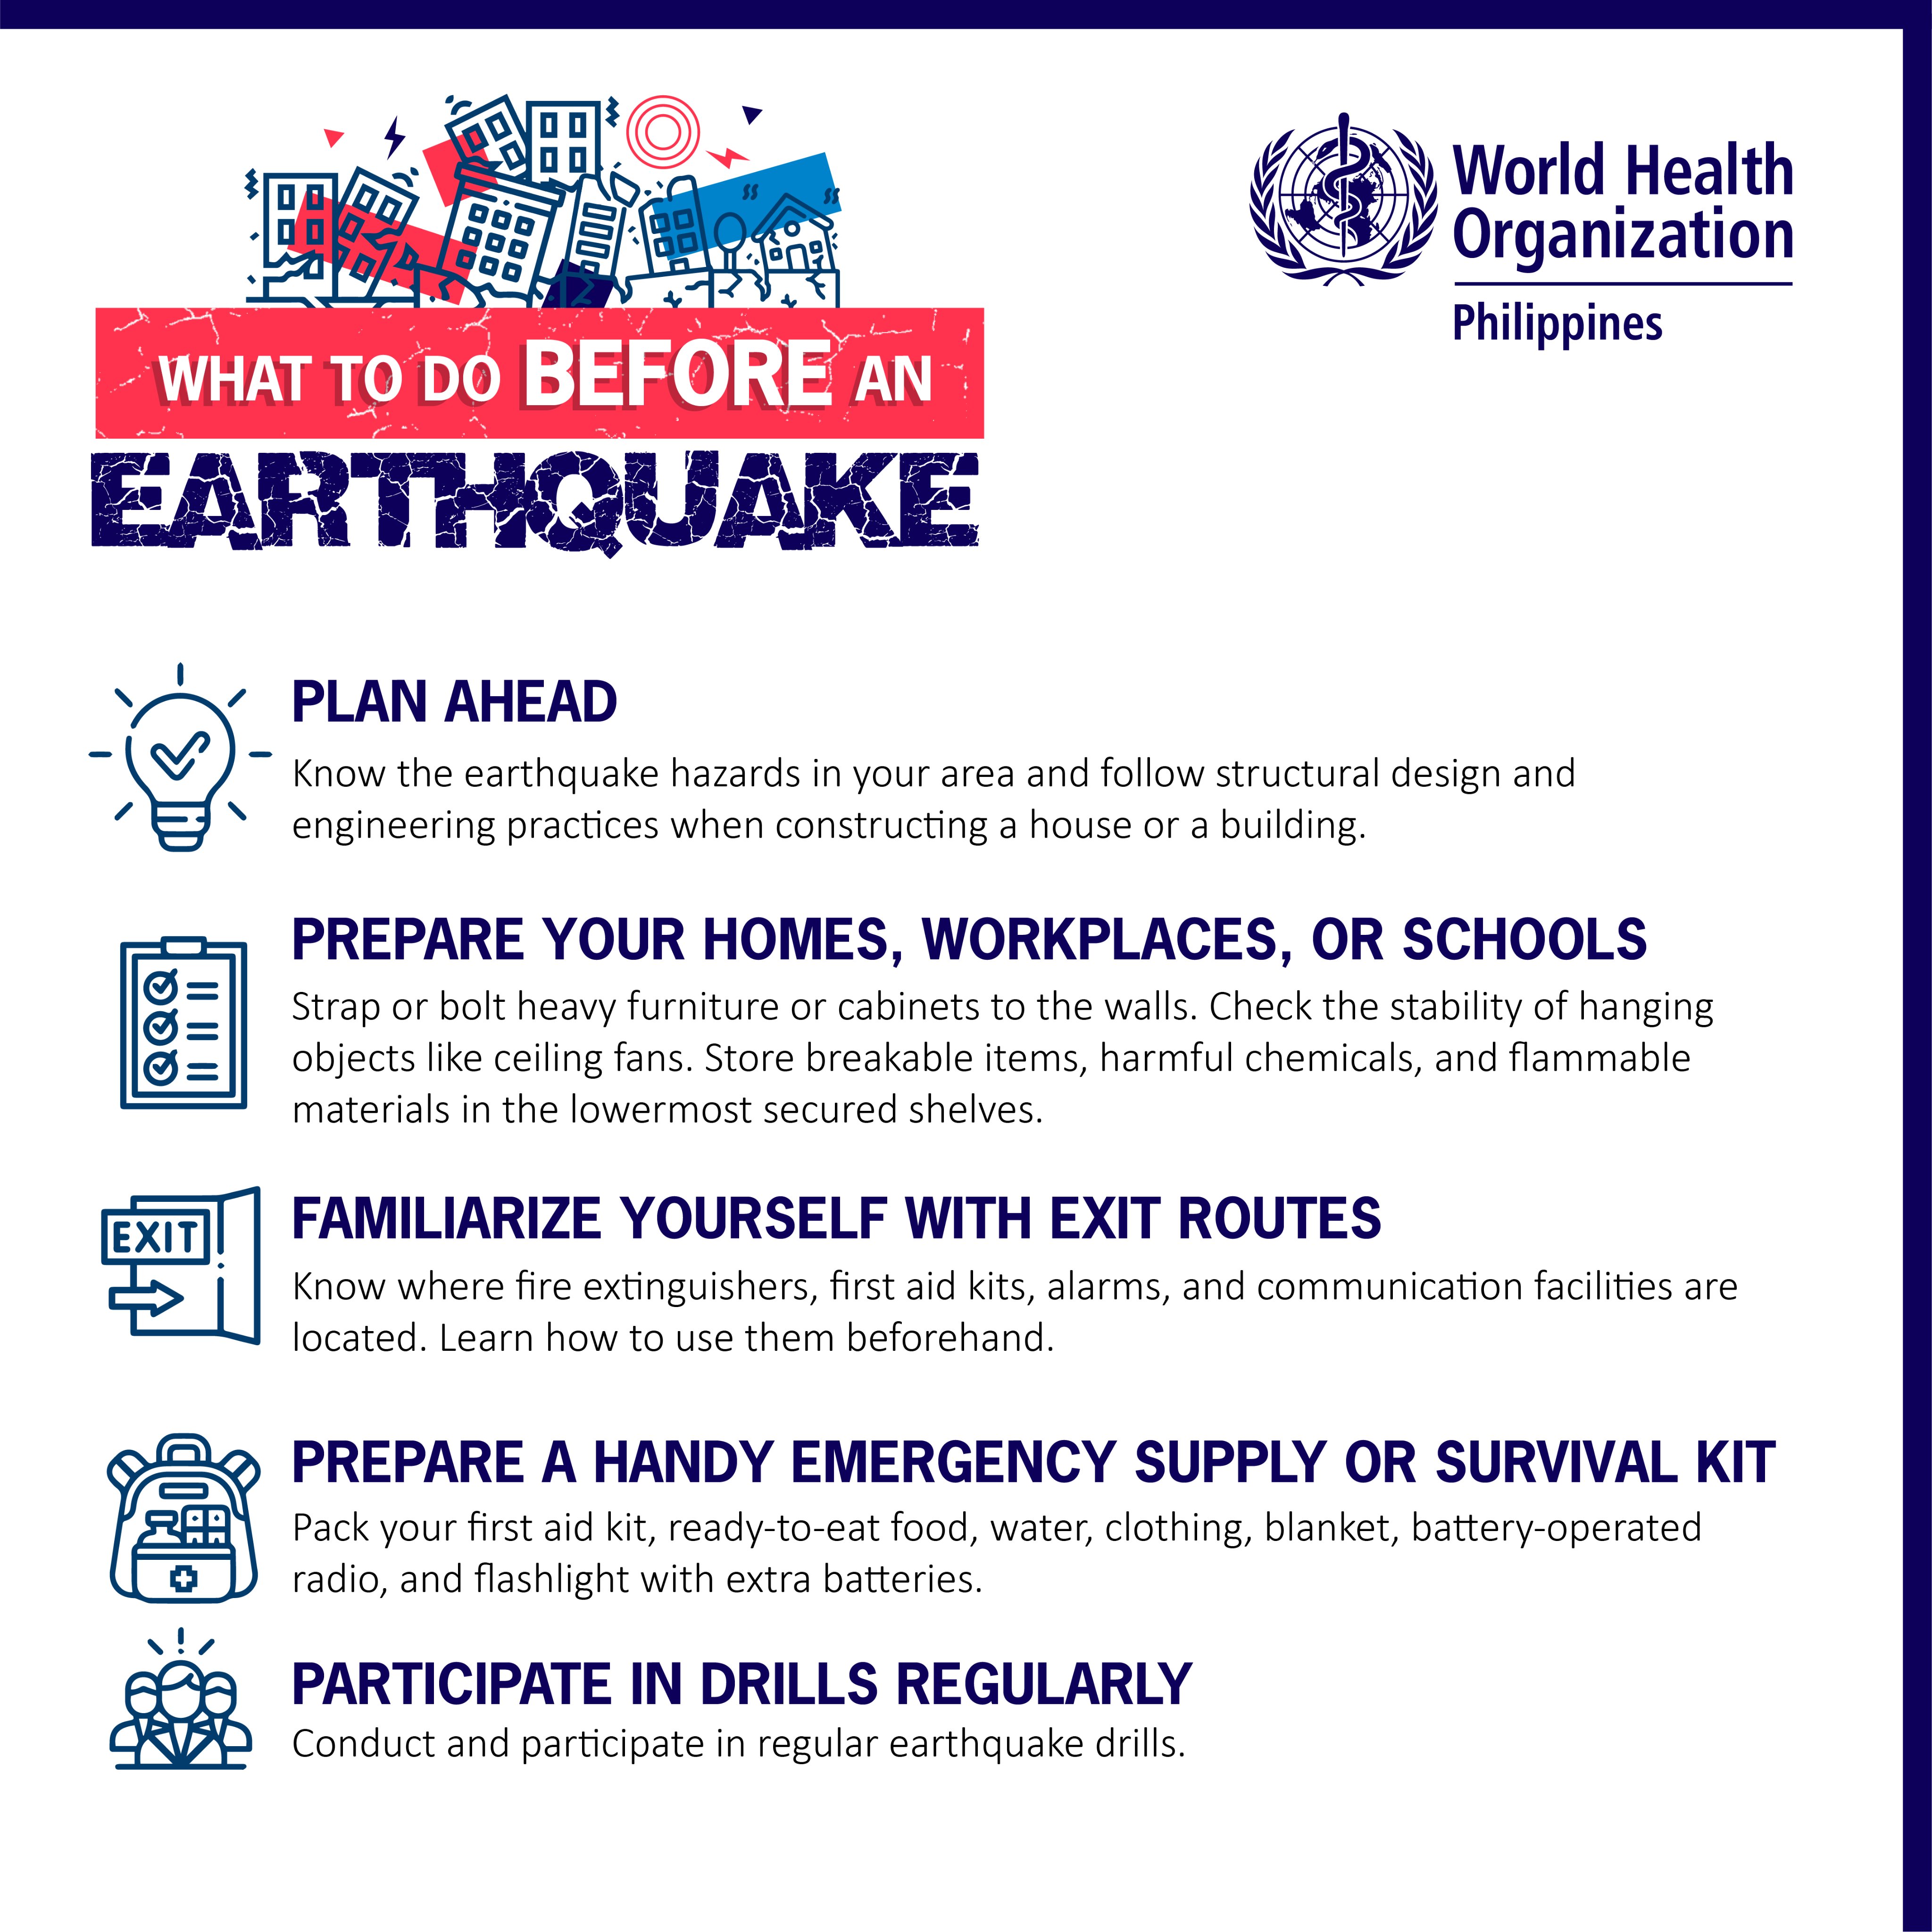 World Health
Organization
Philippines
WHAT TO DO BEFORE AN
EARTHQUAKE
PLAN AHEAD
Know the earthquake hazards in your area and follow structural design and
engineering practices when constructing a house or a building.
PREPARE YOUR HOMES, WORKPLACES, OR SCHOOLS
Strap or bolt heavy furniture or cabinets to the walls. Check the stability of hanging
objects like ceiling fans. Store breakable items, harmful chemicals, and flammable
materials in the lowermost secured shelves.
EXIT
FAMILIARIZE YOURSELF WITH EXIT ROUTES
Know where fire extinguishers, first aid kits, alarms, and communication facilities are
located. Learn how to use them beforehand.
PREPARE A HANDY EMERGENCY SUPPLY OR SURVIVAL KIT
Pack your first aid kit, ready-to-eat food, water, clothing, blanket, battery-operated
radio, and flashlight with extra batteries.
PARTICIPATE IN DRILLS REGULARLY
Conduct and participate in regular earthquake drills.